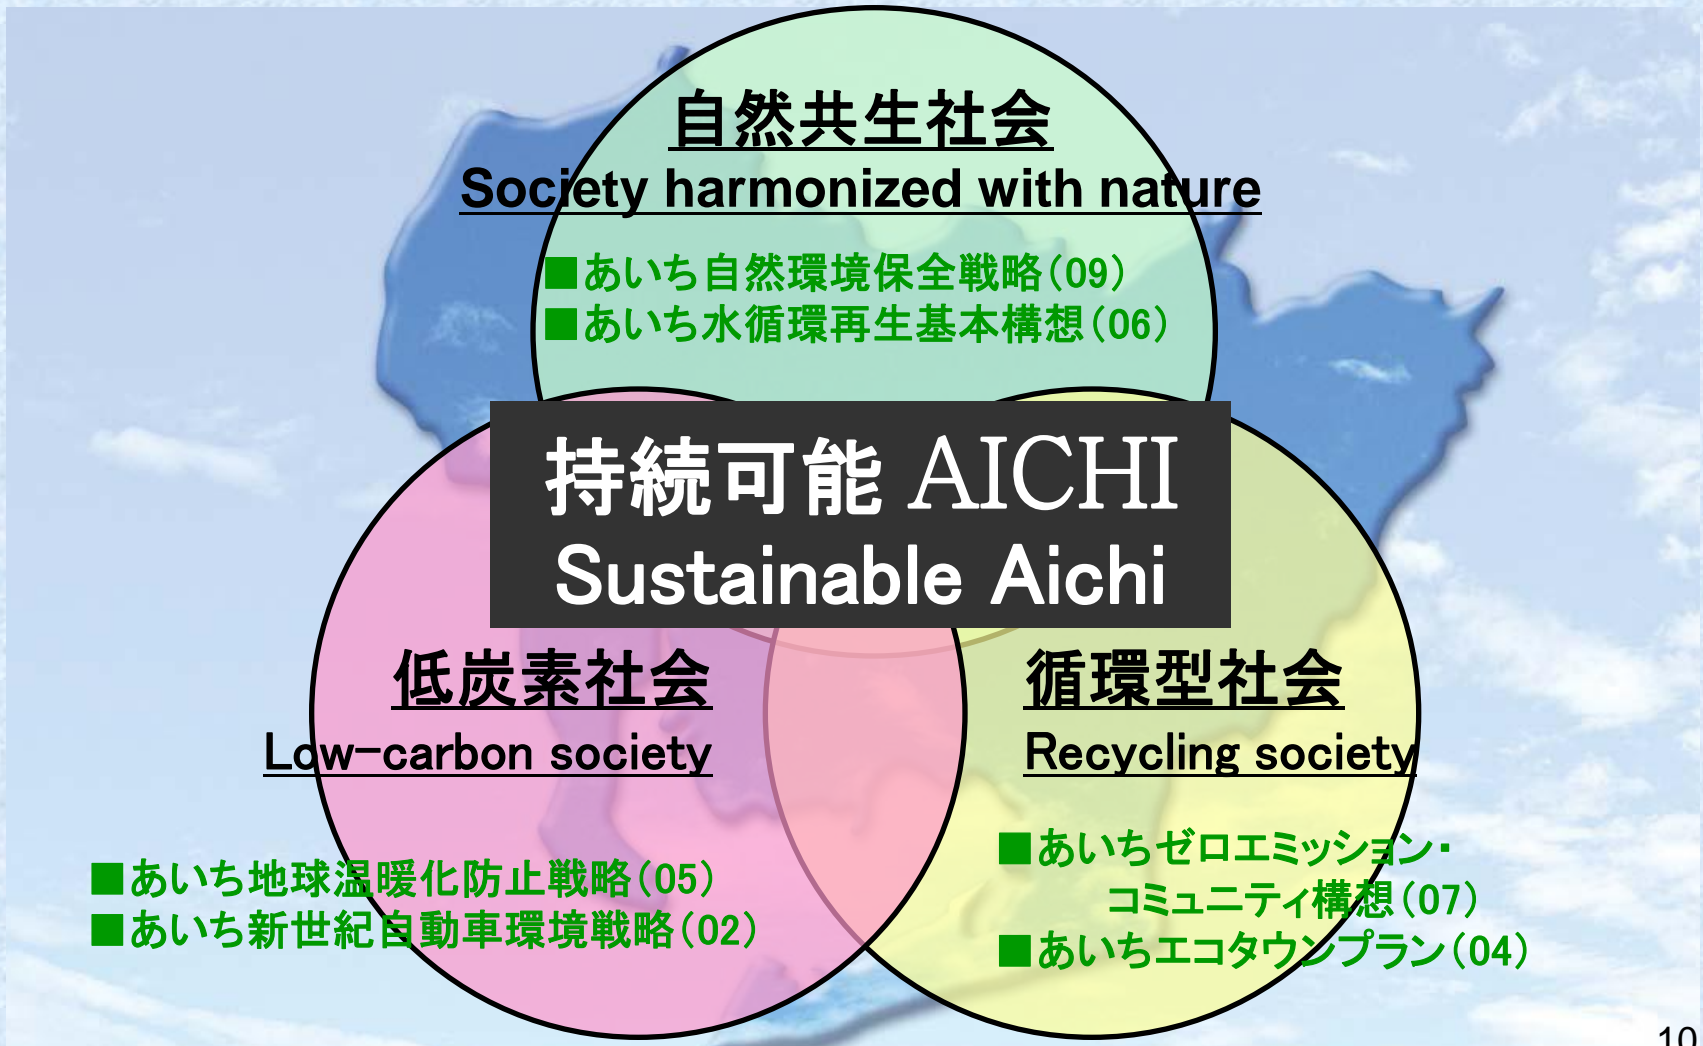 自然共生社会
Society harmonized with nature
■あいち自然環境保全戦略(09)
■あいち水循環再生基本構想(06)
持続可能 AICHI
Sustainable Aichi
低炭素社会
Low-carbon society
■あいち地球温暖化防止戦略(05)
■あいち新世紀自動車環境戦略(02)
循環型社会
Recycling society
■あいちゼロエミッション・
コミュニティ構想(07)
■あいちエコタウンプラン(04)
10